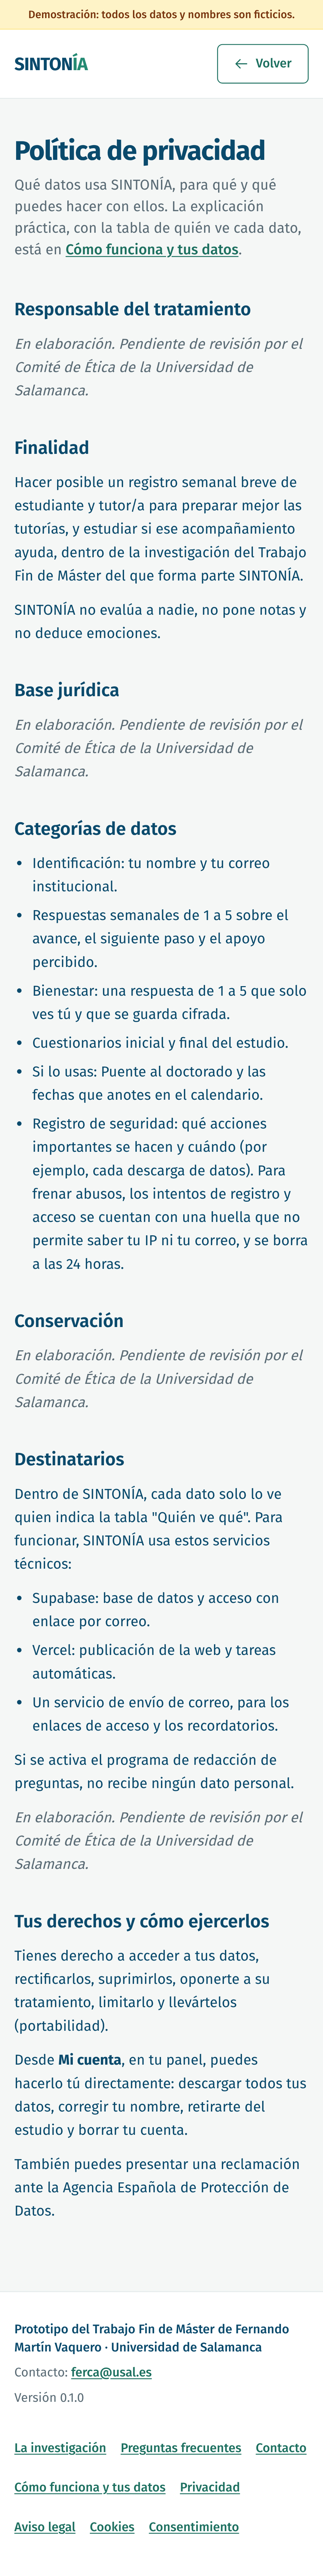 Demostración: todos los datos y nombres son ficticios.
SINTONÍA
← Volver
Política de privacidad
Qué datos usa SINTONÍA, para qué y qué
puedes hacer con ellos. La explicación
práctica, con la tabla de quién ve cada dato,
está en Cómo funciona y tus datos.
Responsable del tratamiento
En elaboración. Pendiente de revisión por el
Comité de Ética de la Universidad de
Salamanca.
Finalidad
Hacer posible un registro semanal breve de
estudiante y tutor/a para preparar mejor las
tutorías, y estudiar si ese acompañamiento
ayuda, dentro de la investigación del Trabajo
Fin de Máster del que forma parte SINTONÍA.
SINTONÍA no evalúa a nadie, no pone notas y
no deduce emociones.
Base jurídica
En elaboración. Pendiente de revisión por el
Comité de Ética de la Universidad de
Salamanca.
Categorías de datos
• Identificación: tu nombre y tu correo
institucional.
• Respuestas semanales de 1 a 5 sobre el
avance, el siguiente paso y el apoyo
percibido.
• Bienestar: una respuesta de 1 a 5 que solo
ves tú y que se guarda cifrada.
• Cuestionarios inicial y final del estudio.
• Si lo usas: Puente al doctorado y las
fechas que anotes en el calendario.
• Registro de seguridad: qué acciones
importantes se hacen y cuándo (por
ejemplo, cada descarga de datos). Para
frenar abusos, los intentos de registro y
acceso se cuentan con una huella que no
permite saber tu IP ni tu correo, y se borra
a las 24 horas.
Conservación
En elaboración. Pendiente de revisión por el
Comité de Ética de la Universidad de
Salamanca.
Destinatarios
Dentro de SINTONÍA, cada dato solo lo ve
quien indica la tabla "Quién ve qué". Para
funcionar, SINTONÍA usa estos servicios
técnicos:
• Supabase: base de datos y acceso con
enlace por correo.
• Vercel: publicación de la web y tareas
automáticas.
• Un servicio de envío de correo, para los
enlaces de acceso y los recordatorios.
Si se activa el programa de redacción de
preguntas, no recibe ningún dato personal.
En elaboración. Pendiente de revisión por el
Comité de Ética de la Universidad de
Salamanca.
Tus derechos y cómo ejercerlos
Tienes derecho a acceder a tus datos,
rectificarlos, suprimirlos, oponerte a su
tratamiento, limitarlo y llevártelos
(portabilidad).
Desde Mi cuenta, en tu panel, puedes
hacerlo tú directamente: descargar todos tus
datos, corregir tu nombre, retirarte del
estudio y borrar tu cuenta.
También puedes presentar una reclamación
ante la Agencia Española de Protección de
Datos.
Prototipo del Trabajo Fin de Máster de Fernando
Martín Vaquero · Universidad de Salamanca
Contacto: ferca@usal.es
Versión 0.1.0
La investigación Preguntas frecuentes Contacto
Cómo funciona y tus datos Privacidad
Aviso legal Cookies Consentimiento